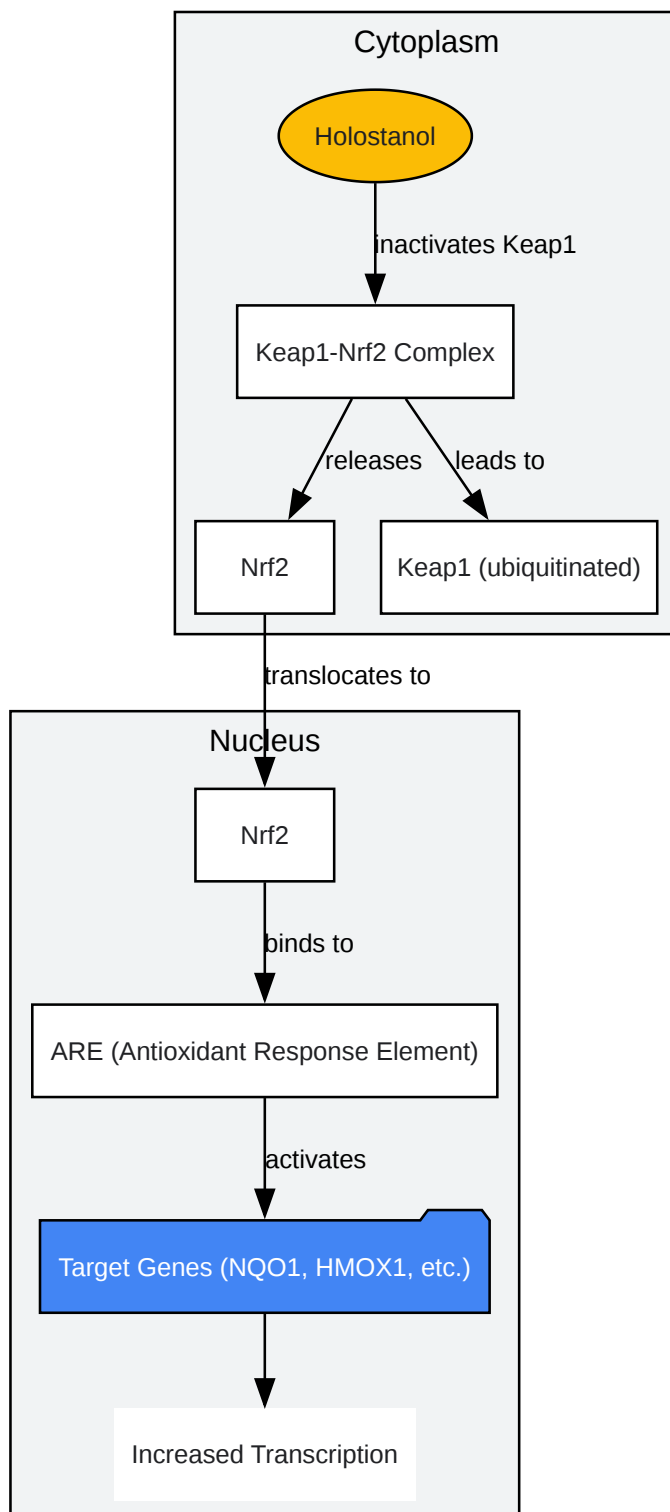 Cytoplasm
Holostanol
inactivates Keap1
Keap1-Nrf2 Complex
releases
leads to
Nrf2
Keap1 (ubiquitinated)
translocates to
Nucleus
Nrf2
binds to
ARE (Antioxidant Response Element)
activates
Target Genes (NQO1, HMOX1, etc.)
Increased Transcription